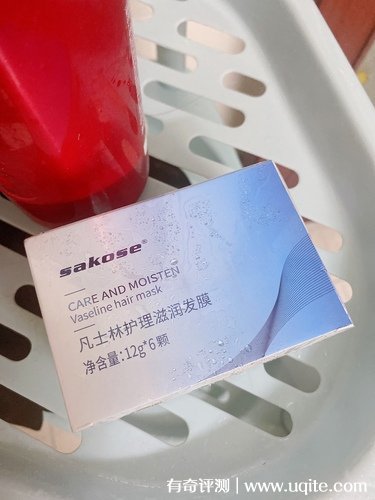 sakose®
CARE AND MOISTEN
Vaseline hair mask
凡士林护理滋润发膜
净含量:12g*6颗
有奇评测 | www.uqite.com